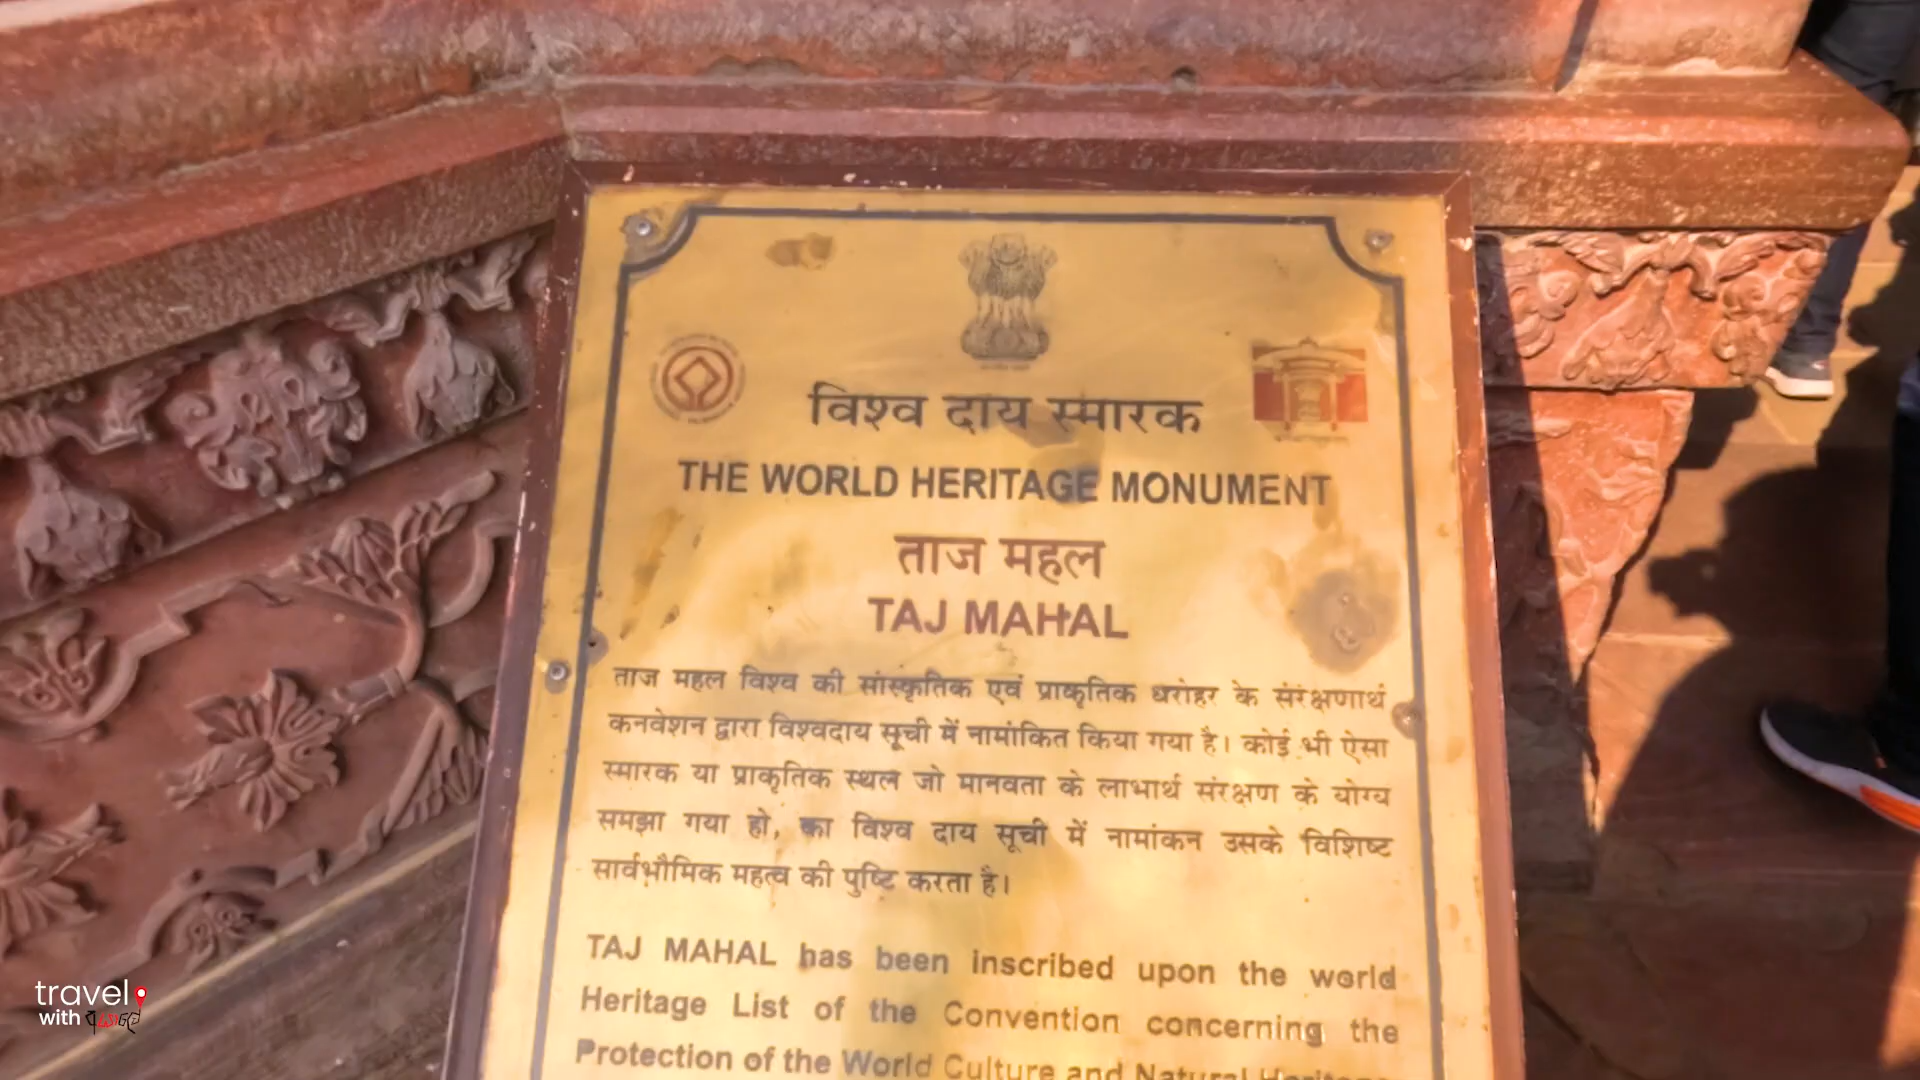 विश्व दाय स्मारक
THE WORLD HERITAGE MONUMENT
ताज महल
TAJ MAHAL
ताज महल विश्व की सांस्कृतिक एवं प्राकृतिक धरोहर के संरक्षणार्थ
कनवेशन द्वारा विश्वदाय सूची में नामांकित किया गया है। कोई भी ऐसा
स्मारक या प्राकृतिक स्थल जो मानवता के लाभार्थ संरक्षण के योग्य
समझा गया हो, का विश्व दाय सूची में नामांकन उसके विशिष्ट
सार्वभौमिक महत्व की पुष्टि करता है।
TAJ MAHAL has been inscribed upon the world
Heritage List of the Convention concerning the
Protection of the World Culture and Natural Heritage
travel
with